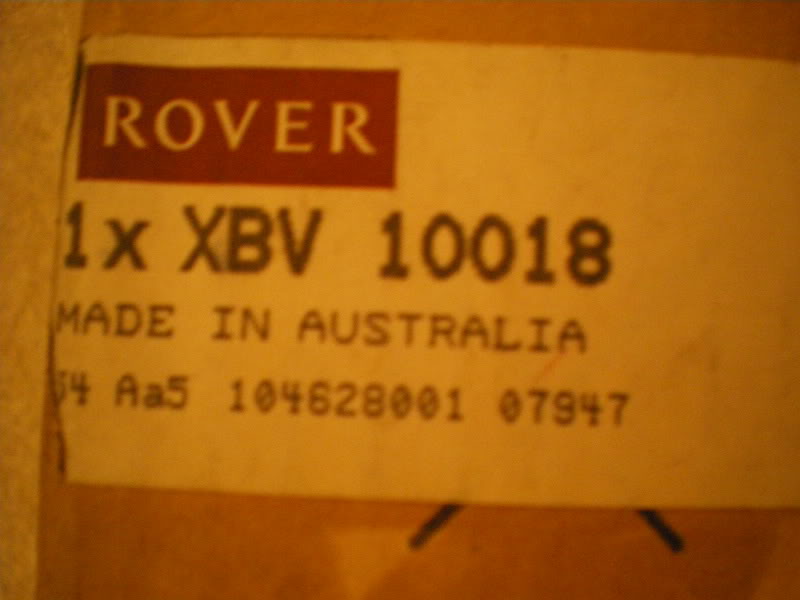 ROVER
1x XBV 10018
MADE IN AUSTRALIA
Aa5 104628001 07947